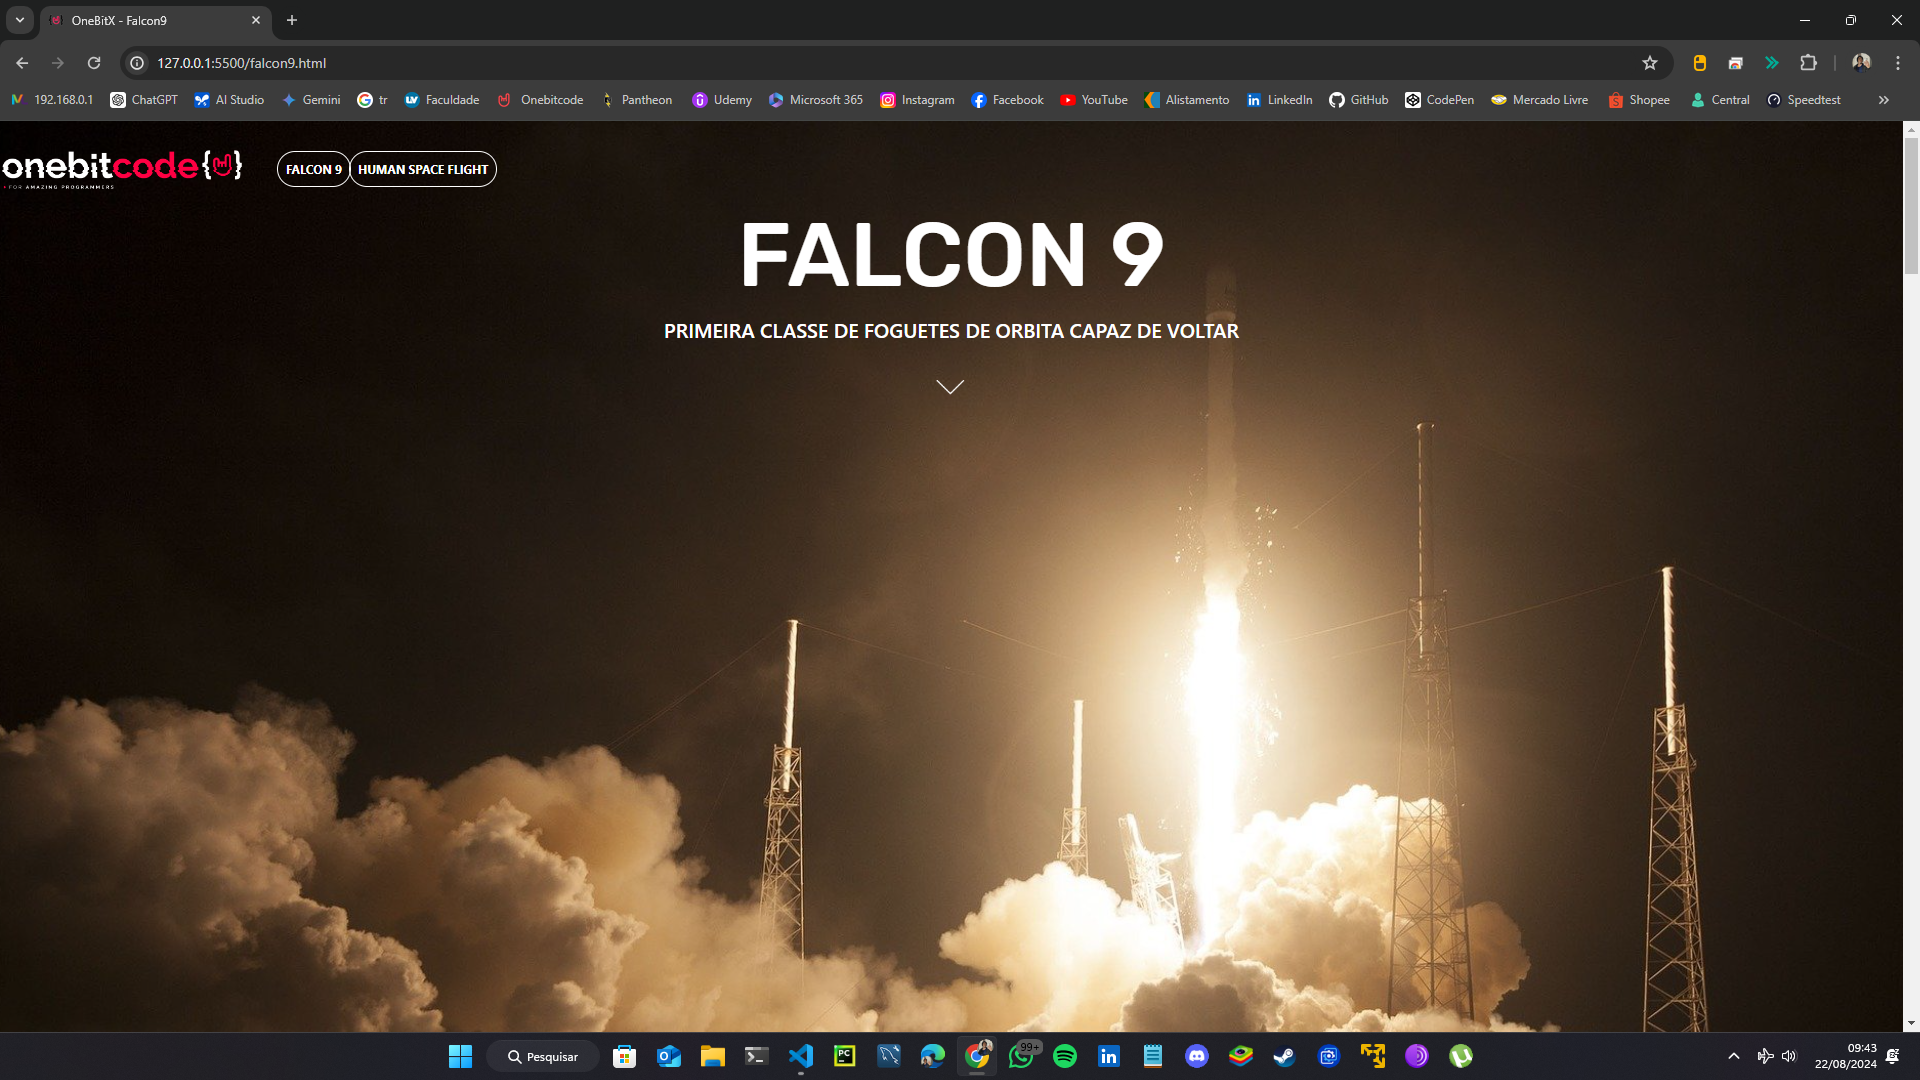 OneBitX - Falcon9
127.0.0.1:5500/falcon9.html
192.168.0.1 ChatGPT AI Studio Gemini tr Faculdade Onebitcode Pantheon Udemy Microsoft 365 Instagram Facebook YouTube Alistamento LinkedIn GitHub CodePen Mercado Livre Shopee Central Speedtest
onebitcode{ }
FOR AMAZING PROGRAMMERS
FALCON 9 HUMAN SPACE FLIGHT
FALCON 9
PRIMEIRA CLASSE DE FOGUETES DE ORBITA CAPAZ DE VOLTAR
Pesquisar 99+ 09:43
22/08/2024